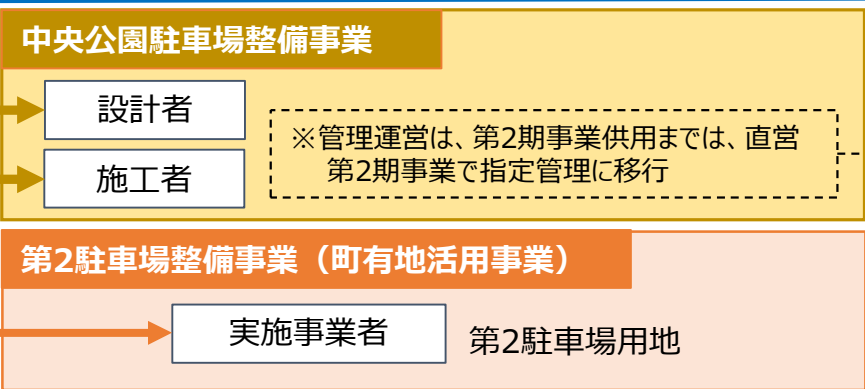 中央公園駐車場整備事業
設計者
施工者
※管理運営は、第2期事業供用までは、直営
第2期事業で指定管理に移行
第2駐車場整備事業（町有地活用事業）
実施事業者
第2駐車場用地